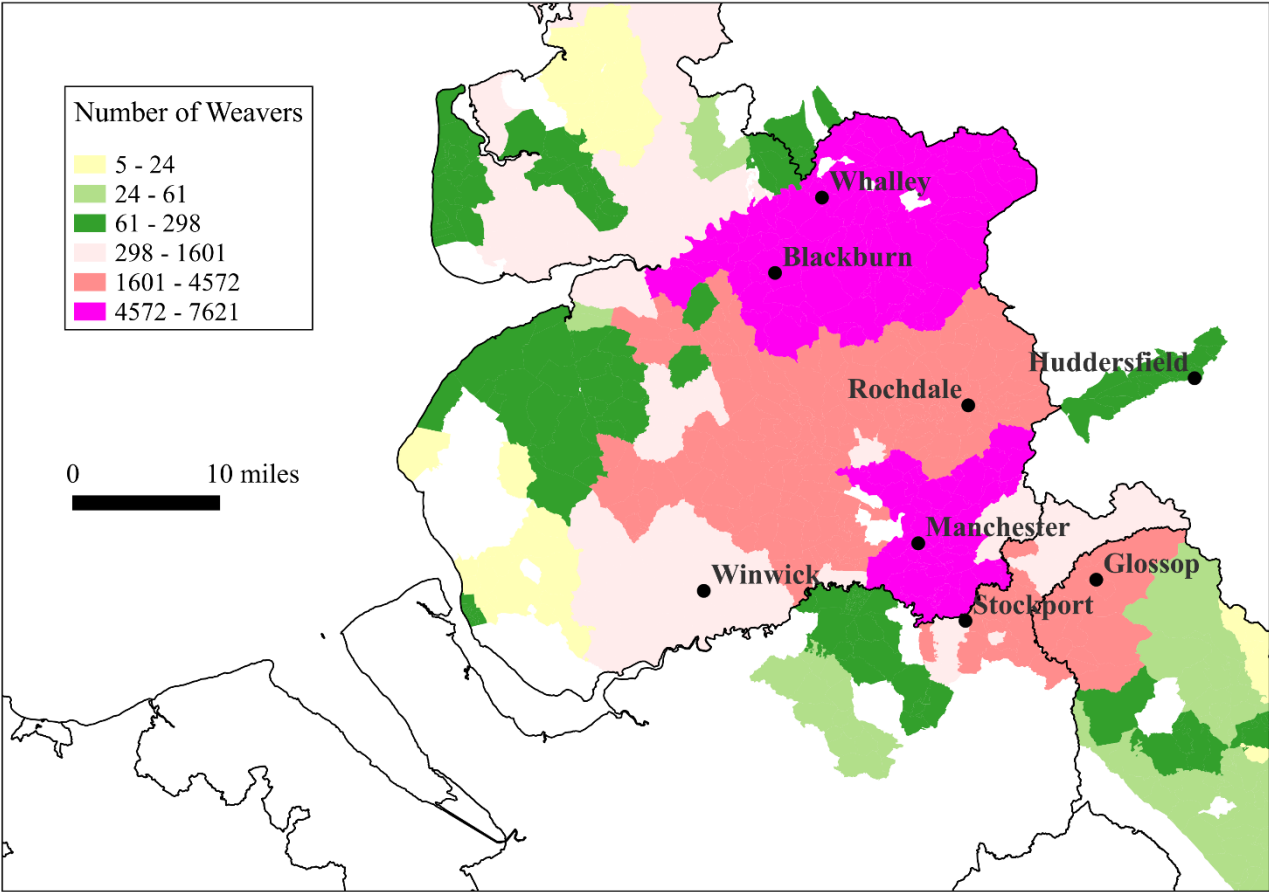 Number of Weavers
5 - 24
24 - 61
61 - 298
298 - 1601
1601 - 4572
4572 - 7621
Whalley
Blackburn
Huddersfield
Rochdale
0 10 miles
Manchester
Glossop
Winwick
Stockport